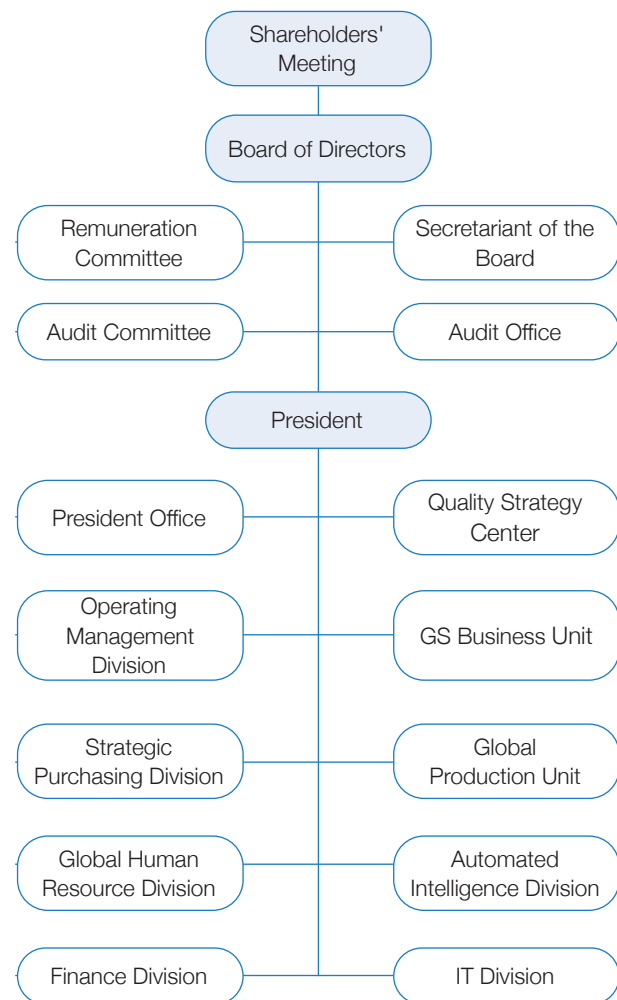 Shareholders'
Meeting
Board of Directors
Remuneration
Committee
Secretariant of the
Board
Audit Committee
Audit Office
President
President Office
Quality Strategy
Center
Operating
Management
Division
GS Business Unit
Strategic
Purchasing Division
Global
Production Unit
Global Human
Resource Division
Automated
Intelligence Division
Finance Division
IT Division